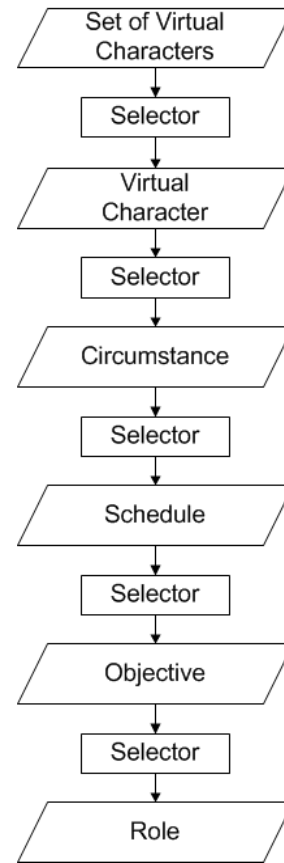 Set of Virtual
Characters
Selector
Virtual
Character
Selector
Circumstance
Selector
Schedule
Selector
Objective
Selector
Role